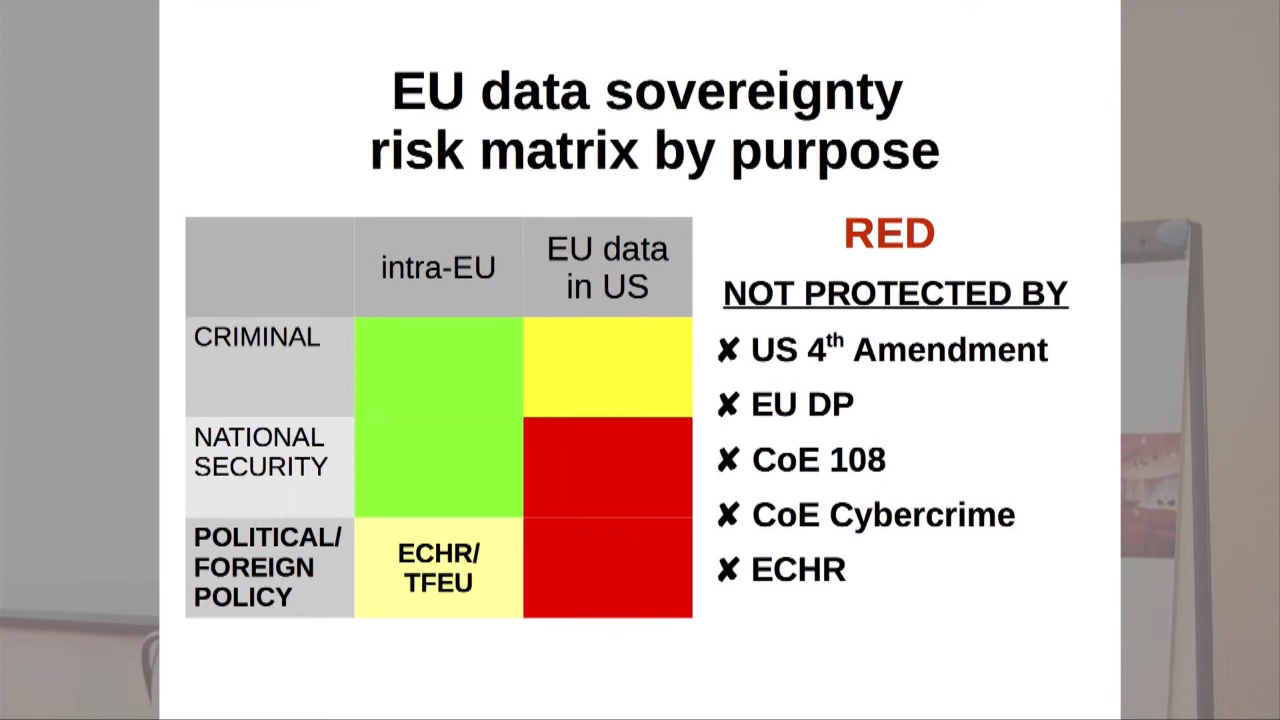 EU data sovereignty
risk matrix by purpose
intra-EU
EU data
in US
CRIMINAL
NATIONAL
SECURITY
POLITICAL/
FOREIGN
POLICY
ECHR/
TFEU
RED
NOT PROTECTED BY
✘ US 4th Amendment
✘ EU DP
✘ CoE 108
✘ CoE Cybercrime
✘ ECHR